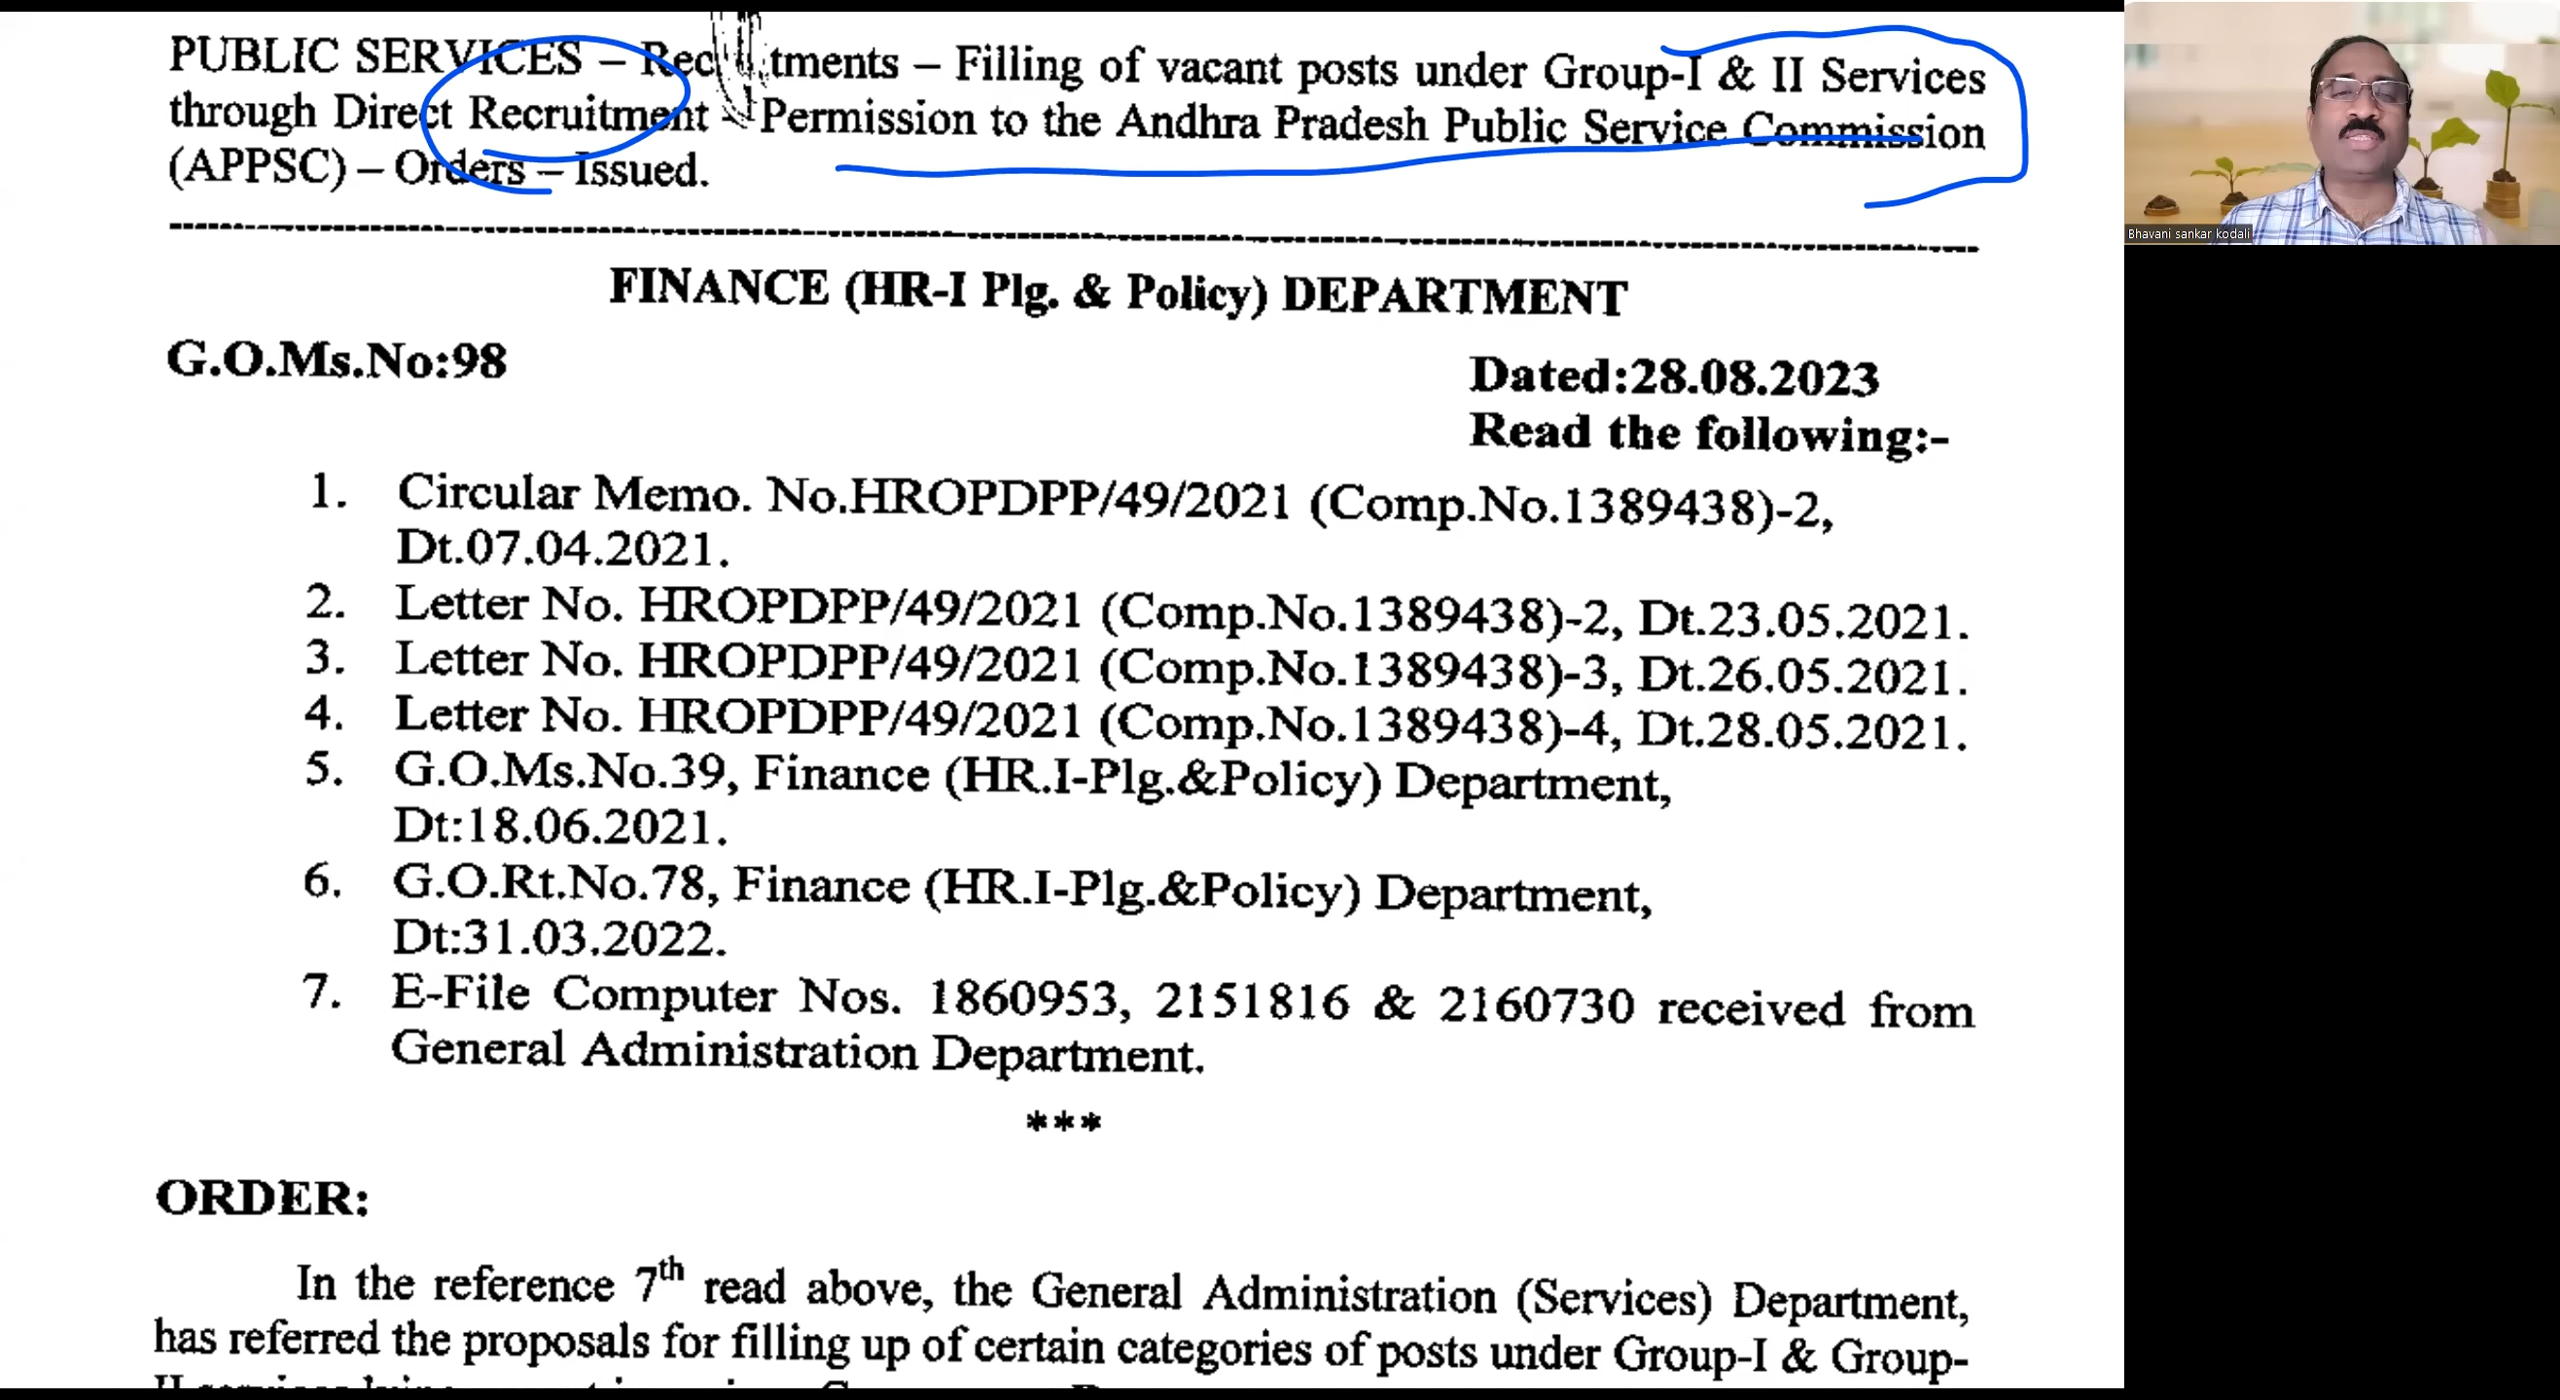 PUBLIC SERVICES – Rec tments – Filling of vacant posts under Group-I & II Services
through Direct Recruitment – Permission to the Andhra Pradesh Public Service Commission
(APPSC) – Orders – Issued.
FINANCE (HR-I Plg. & Policy) DEPARTMENT
G.O.Ms.No:98
Dated:28.08.2023
Read the following:-
1. Circular Memo. No.HROPDPP/49/2021 (Comp.No.1389438)-2,
Dt.07.04.2021.
2. Letter No. HROPDPP/49/2021 (Comp.No.1389438)-2, Dt.23.05.2021.
3. Letter No. HROPDPP/49/2021 (Comp.No.1389438)-3, Dt.26.05.2021.
4. Letter No. HROPDPP/49/2021 (Comp.No.1389438)-4, Dt.28.05.2021.
5. G.O.Ms.No.39, Finance (HR.I-Plg.&Policy) Department,
Dt:18.06.2021.
6. G.O.Rt.No.78, Finance (HR.I-Plg.&Policy) Department,
Dt:31.03.2022.
7. E-File Computer Nos. 1860953, 2151816 & 2160730 received from
General Administration Department.
***
ORDER:
In the reference 7th read above, the General Administration (Services) Department,
has referred the proposals for filling up of certain categories of posts under Group-I & Group-
Bhavani sankar kodali